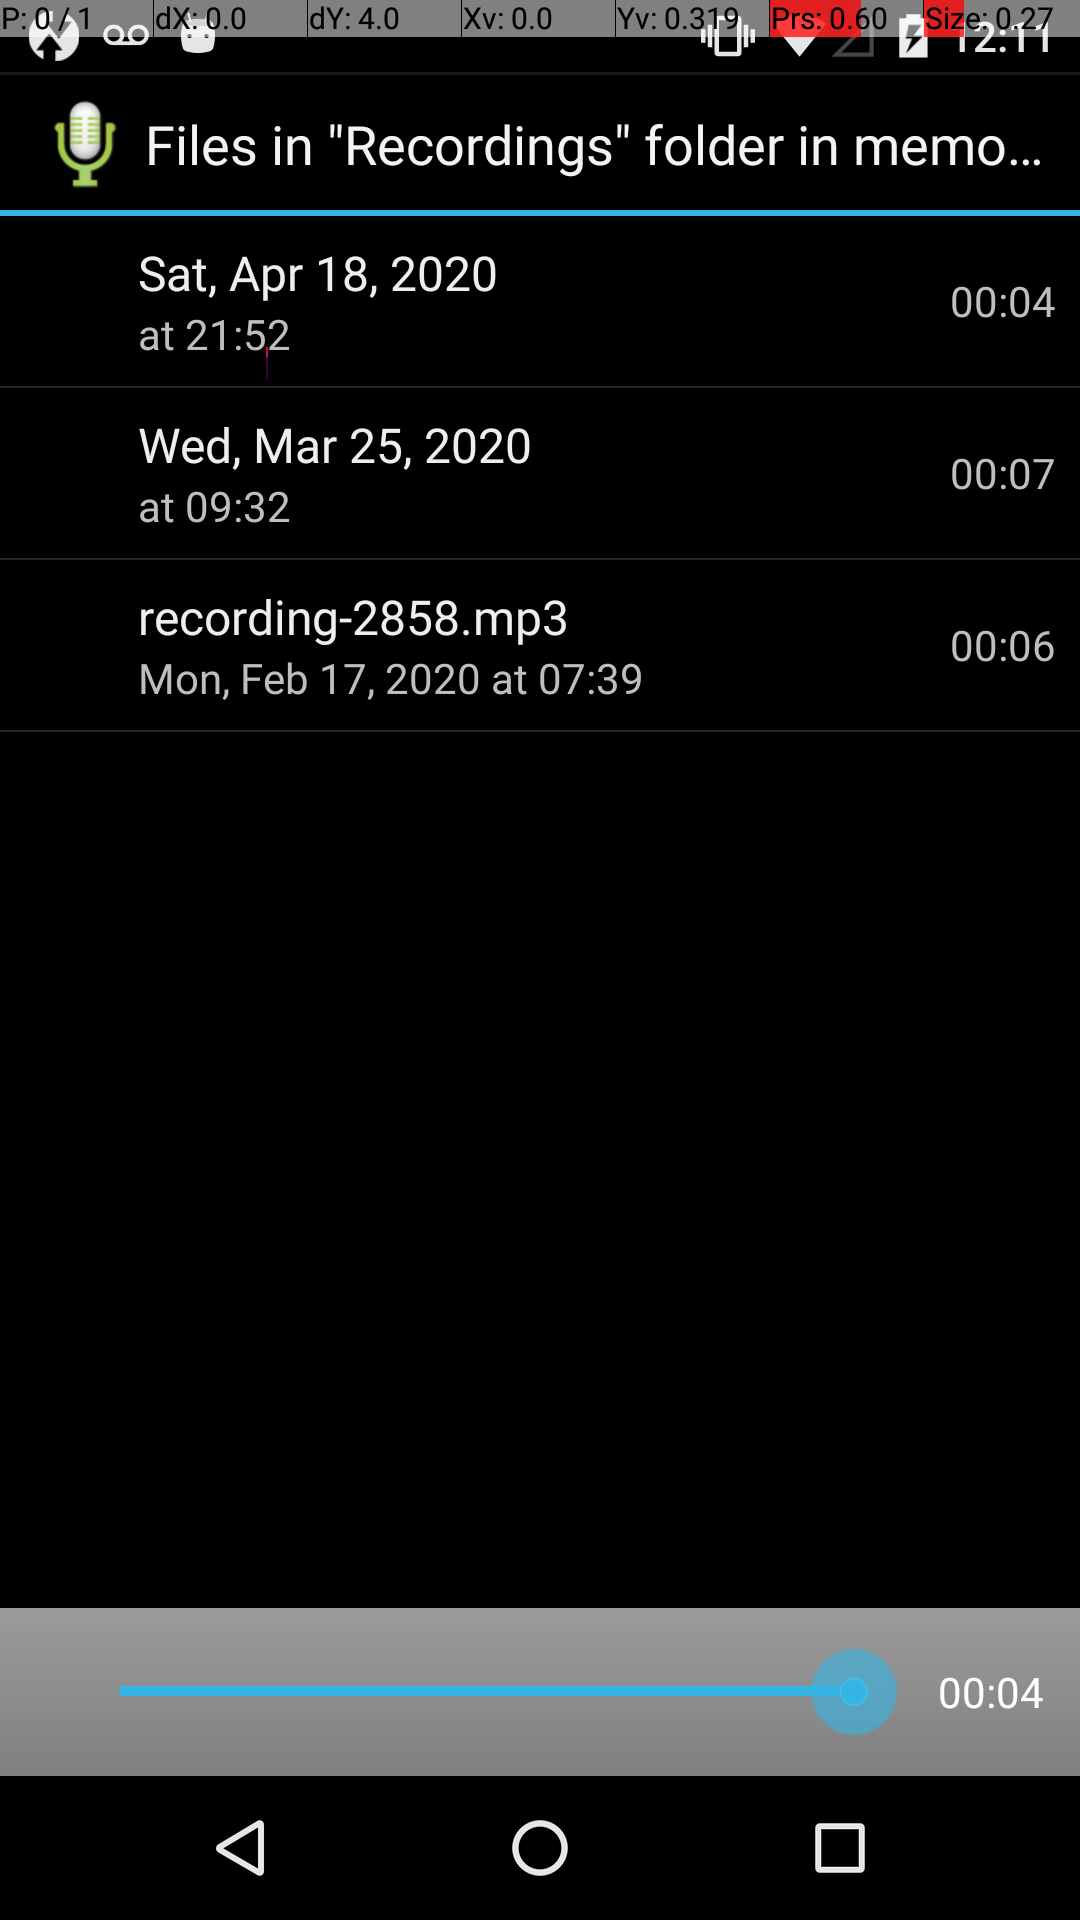 P: 0 / 1 dX: 0.0 dY: 4.0 Xv: 0.0 Yv: 0.319 Prs: 0.60 Size: 0.27
12:11
Files in "Recordings" folder in memo...
Sat, Apr 18, 2020
00:04
at 21:52
Wed, Mar 25, 2020
00:07
at 09:32
recording-2858.mp3
00:06
Mon, Feb 17, 2020 at 07:39
00:04